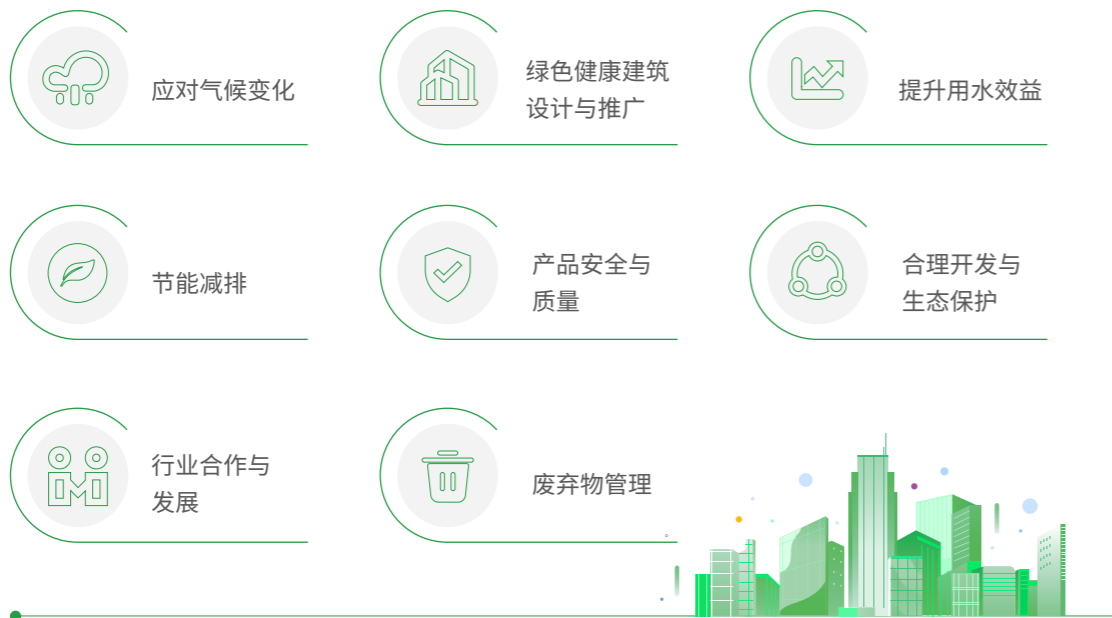 应对气候变化
绿色健康建筑
设计与推广
提升用水效益
节能减排
产品安全与
质量
合理开发与
生态保护
行业合作与
发展
废弃物管理